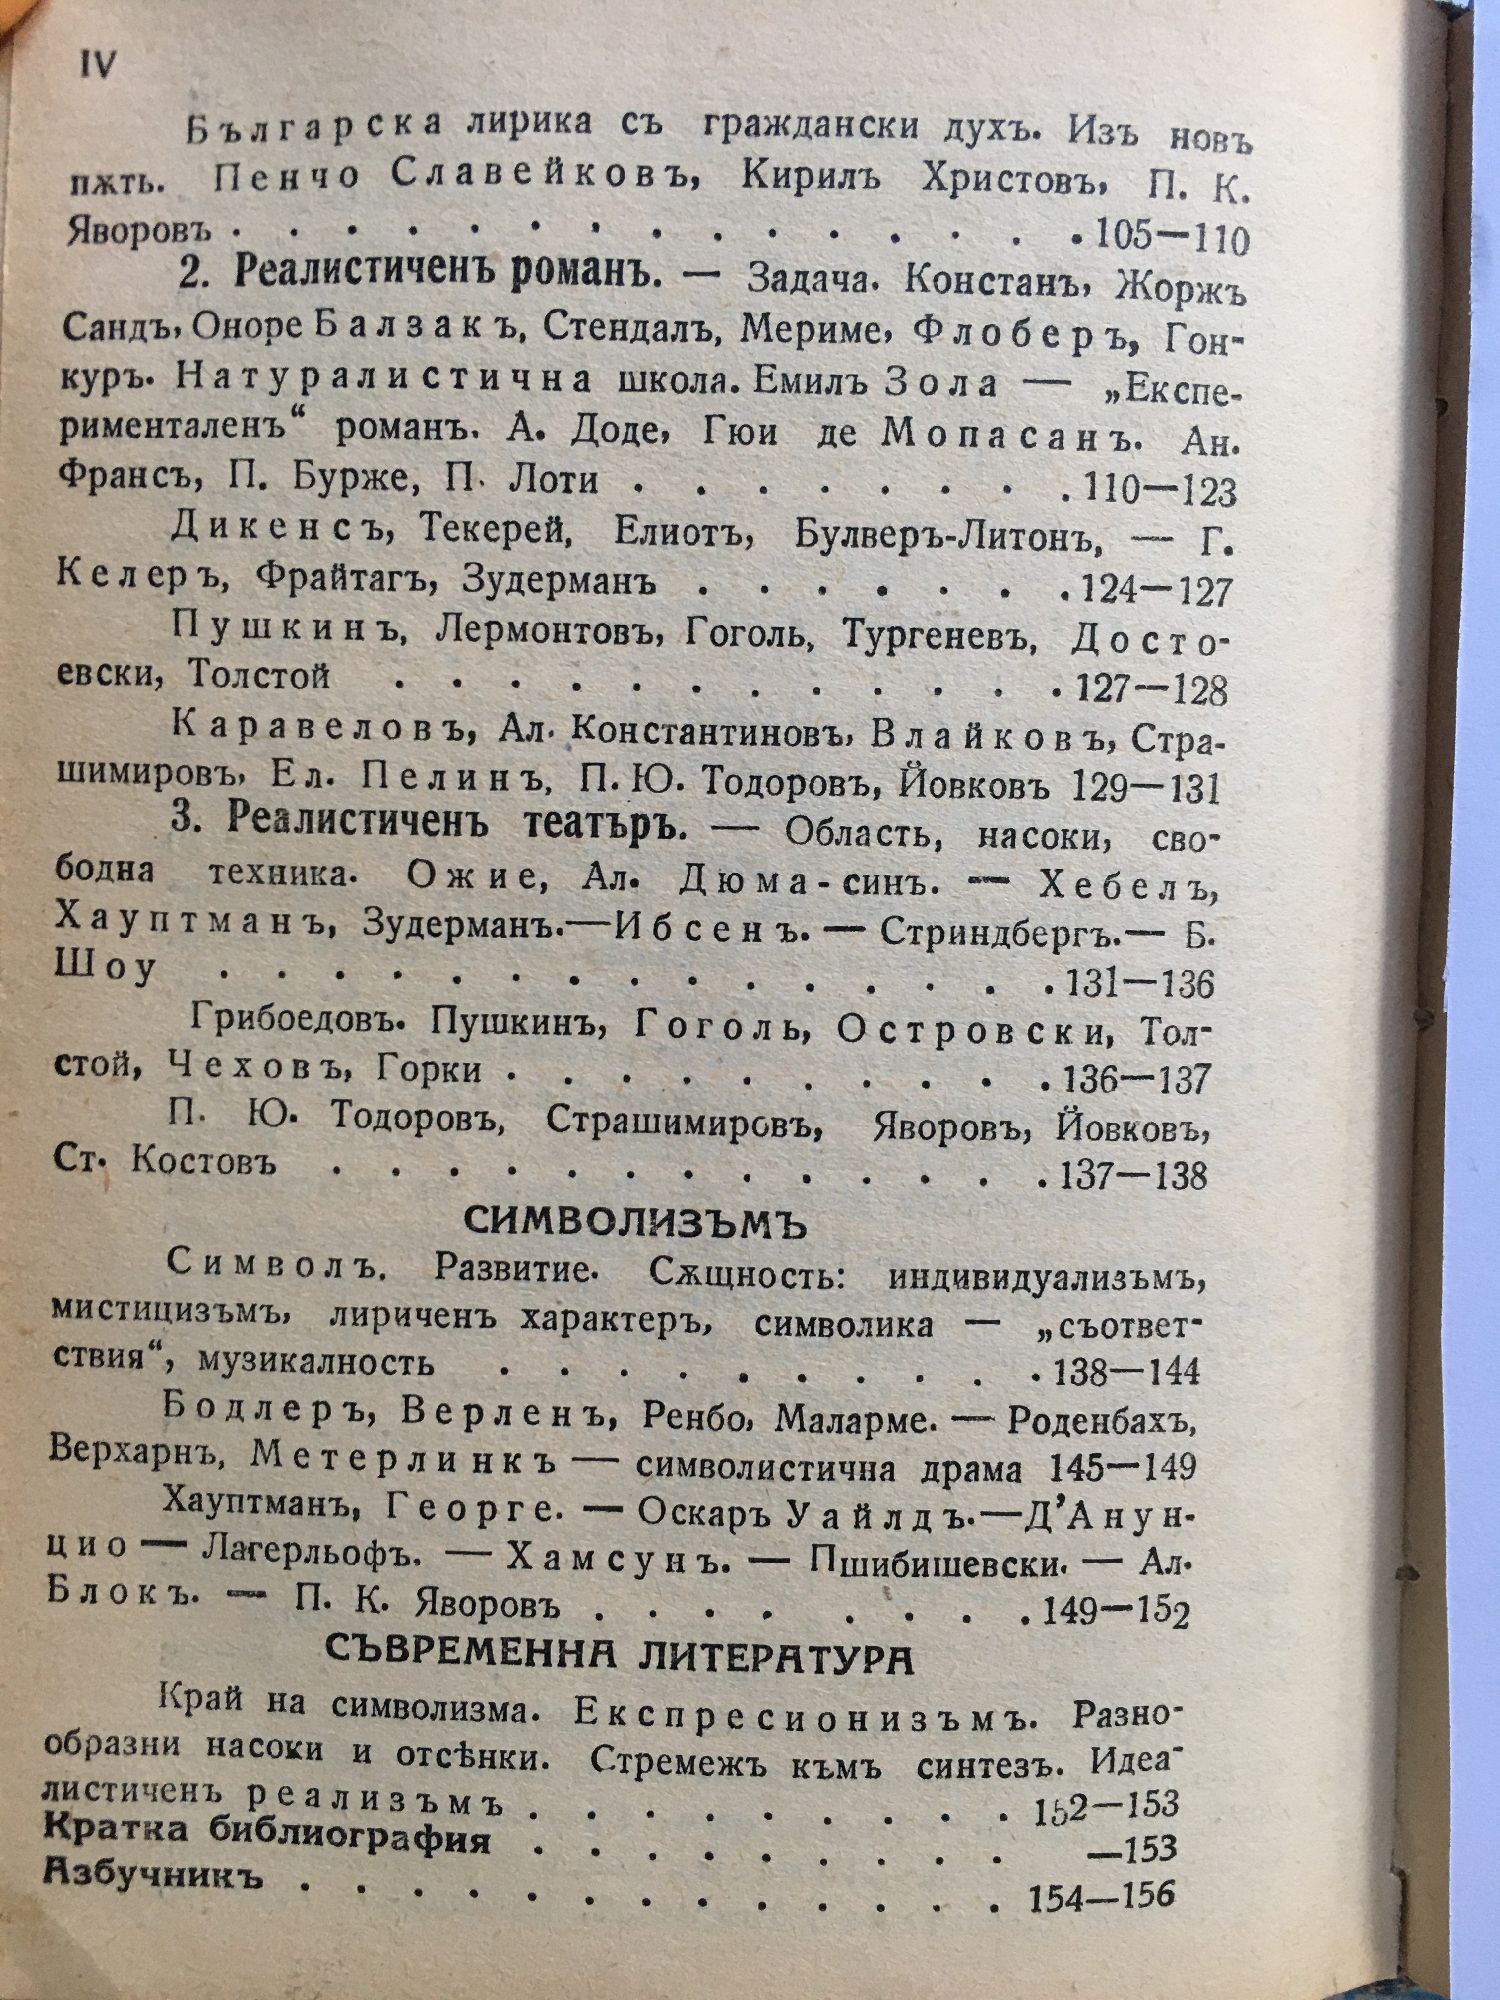 IV
Българска лирика съ граждански духъ. Изъ новъ
пѫть. Пенчо Славейковъ, Кирилъ Христовъ, П. К.
Яворовъ . . . . . . . . . . . . . . . 105—110
2. Реалистиченъ романъ. — Задача. Констанъ, Жоржъ
Сандъ, Оноре Балзакъ, Стендалъ, Мериме, Флоберъ, Гон-
куръ. Натуралистична школа. Емилъ Зола — „Експе-
рименталенъ“ романъ. А. Доде, Гюи де Мопасанъ. Ан.
Франсъ, П. Бурже, П. Лоти . . . . . . . . 110—123
Дикенсъ, Текерей, Елиотъ, Булверъ-Литонъ, — Г.
Келеръ, Фрайтагъ, Зудерманъ . . . . . . . 124—127
Пушкинъ, Лермонтовъ, Гоголь, Тургеневъ, Досто-
евски, Толстой . . . . . . . . . . . . 127—128
Каравеловъ, Ал. Константиновъ, Влайковъ, Стра-
шимировъ, Ел. Пелинъ, П. Ю. Тодоровъ, Йовковъ 129—131
3. Реалистиченъ театъръ. — Область, насоки, сво-
бодна техника. Ожие, Ал. Дюма-синъ. — Хебелъ,
Хауптманъ, Зудерманъ.—Ибсенъ. — Стриндбергъ.— Б.
Шоу . . . . . . . . . . . . . . . 131—136
Грибоедовъ. Пушкинъ, Гоголь, Островски, Тол-
стой, Чеховъ, Горки . . . . . . . . . . 136—137
П. Ю. Тодоровъ, Страшимировъ, Яворовъ, Йовковъ,
Ст. Костовъ . . . . . . . . . . . . . 137—138
СИМВОЛИЗЪМЪ
Символъ. Развитие. Сѫщность: индивидуализъмъ,
мистицизъмъ, лириченъ характеръ, символика — „съответ-
ствия“, музикалность . . . . . . . . . . 138—144
Бодлеръ, Верленъ, Ренбо, Маларме. — Роденбахъ,
Верхарнъ, Метерлинкъ — символистична драма 145—149
Хауптманъ, Георге. — Оскаръ Уайлдъ.—Д’Анун-
цио — Лагерльофъ. — Хамсунъ. — Пшибишевски. — Ал.
Блокъ. — П. К. Яворовъ . . . . . . . . 149—152
СЪВРЕМЕННА ЛИТЕРАТУРА
Край на символизма. Експресионизъмъ. Разно-
образни насоки и отсѣнки. Стремежъ къмъ синтезъ. Идеа-
листиченъ реализъмъ . . . . . . . . . 152—153
Кратка библиография . . . . . . . . . —153
Азбучникъ . . . . . . . . . . . . . 154—156